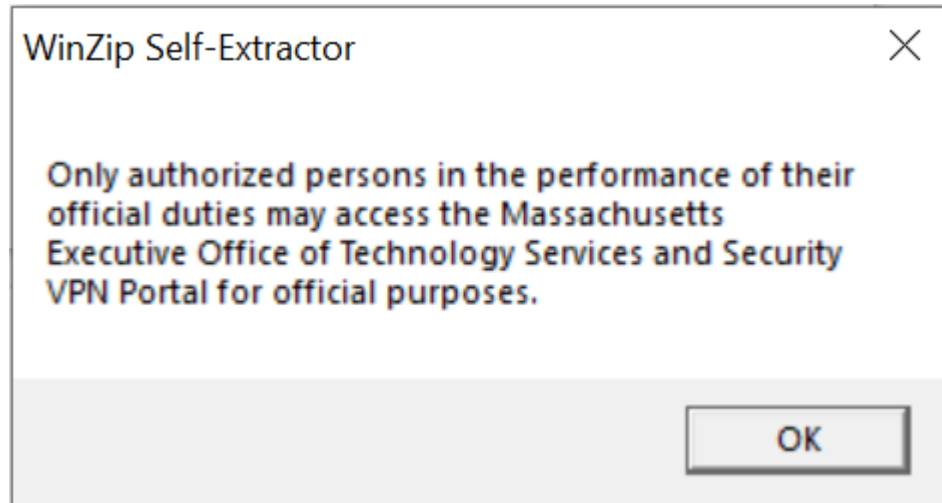 WinZip Self-Extractor
Only authorized persons in the performance of their
official duties may access the Massachusetts
Executive Office of Technology Services and Security
VPN Portal for official purposes.
OK